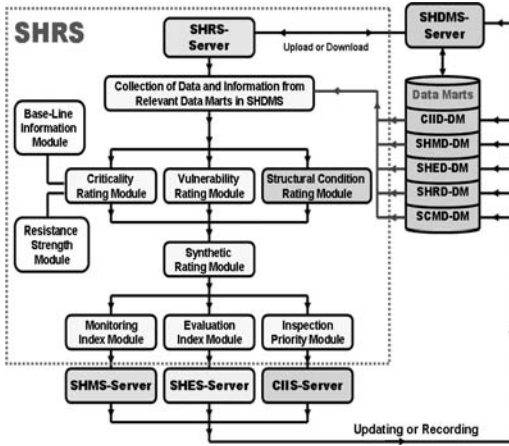 SHRS
SHRS-
Server
Upload or Download
SHDMS-
Server
Collection of Data and Information from
Relevant Data Marts in SHDMS
Data Marts
CIID-DM
SHMD-DM
SHED-DM
SHRD-DM
SCMD-DM
Base-Line
Information
Module
Criticality
Rating Module
Vulnerability
Rating Module
Structural Condition
Rating Module
Resistance
Strength
Module
Synthetic
Rating Module
Monitoring
Index Module
Evaluation
Index Module
Inspection
Priority Module
SHMS-Server
SHES-Server
CIIS-Server
Updating or Recording